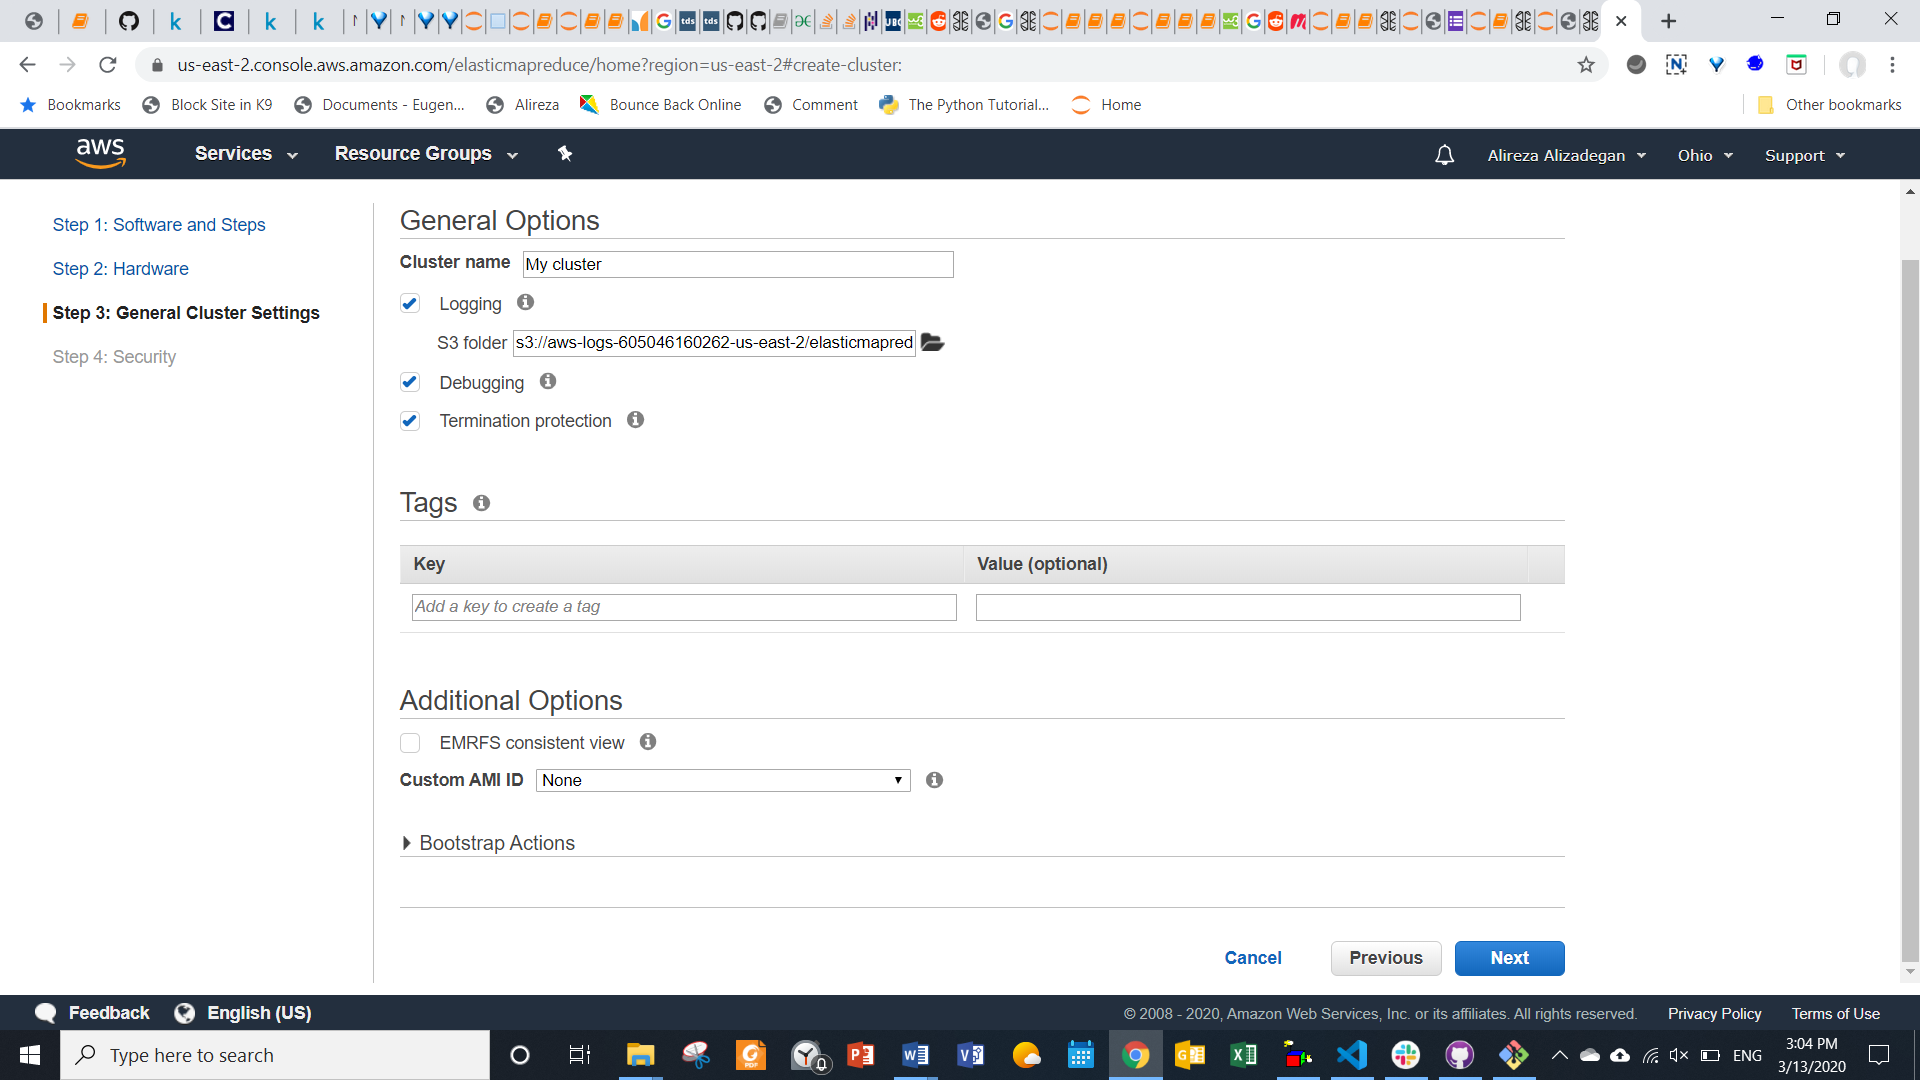 us-east-2.console.aws.amazon.com/elasticmapreduce/home?region=us-east-2#create-cluster:
Bookmarks Block Site in K9 Documents - Eugen... Alireza Bounce Back Online Comment The Python Tutorial... Home Other bookmarks
aws Services Resource Groups Alireza Alizadegan Ohio Support
Step 1: Software and Steps
Step 2: Hardware
Step 3: General Cluster Settings
Step 4: Security
General Options
Cluster name My cluster
Logging
S3 folder s3://aws-logs-605046160262-us-east-2/elasticmapred
Debugging
Termination protection
Tags
Key Value (optional)
Add a key to create a tag
Additional Options
EMRFS consistent view
Custom AMI ID None
Bootstrap Actions
Cancel Previous Next
Feedback English (US) © 2008 - 2020, Amazon Web Services, Inc. or its affiliates. All rights reserved. Privacy Policy Terms of Use
Type here to search
ENG
3:04 PM
3/13/2020